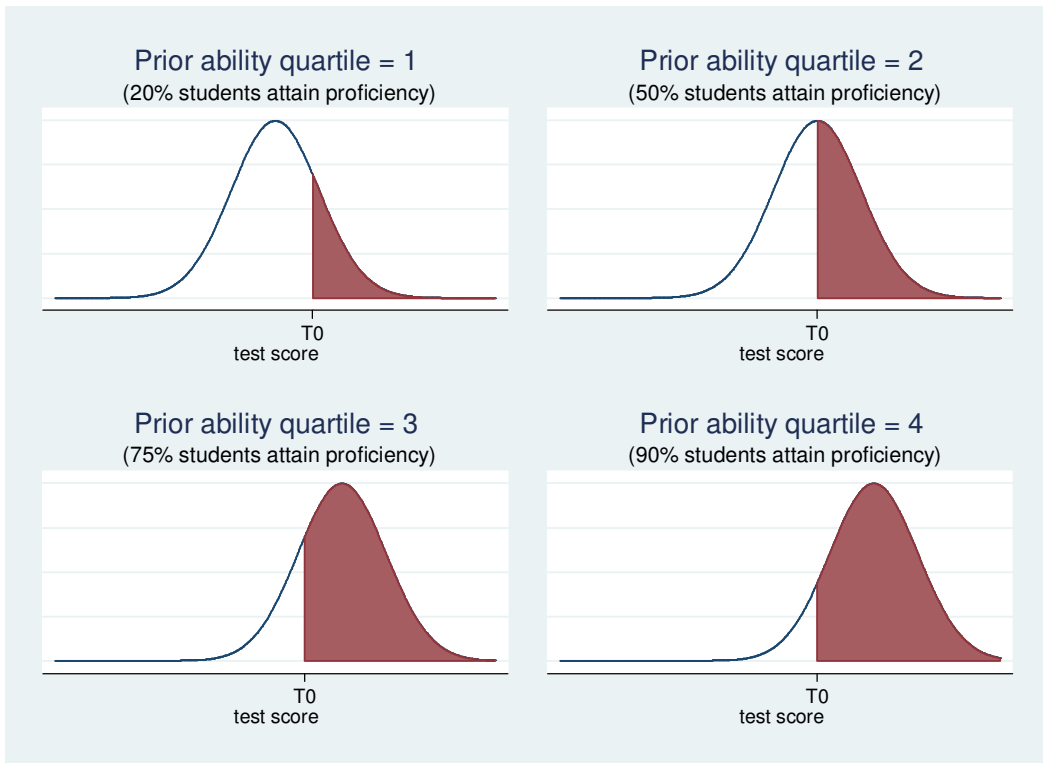 Prior ability quartile = 1
(20% students attain proficiency)
T0
test score
Prior ability quartile = 2
(50% students attain proficiency)
T0
test score
Prior ability quartile = 3
(75% students attain proficiency)
T0
test score
Prior ability quartile = 4
(90% students attain proficiency)
T0
test score